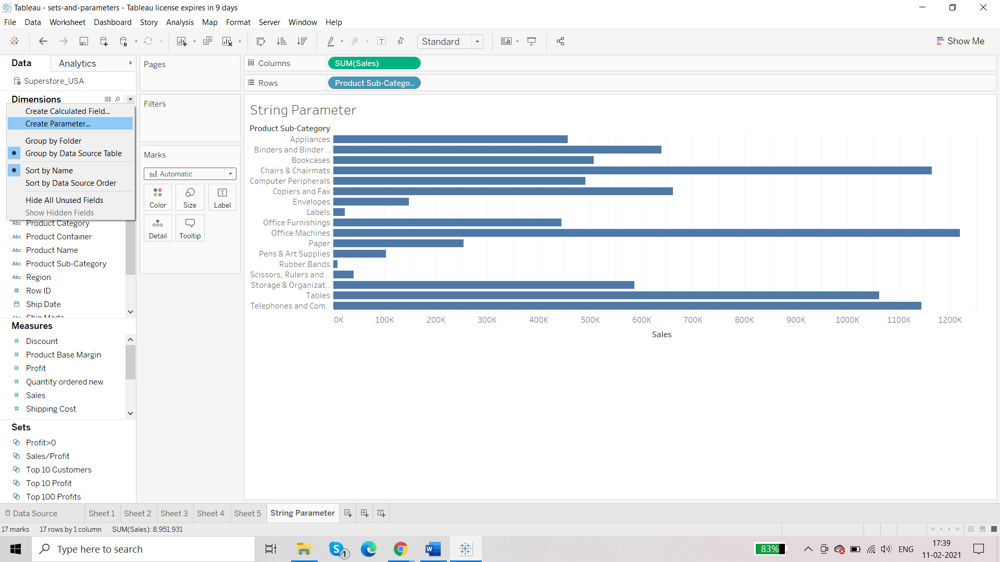 Tableau - sets-and-parameters - Tableau license expires in 9 days
File Data Worksheet Dashboard Story Analysis Map Format Server Window Help
Standard
Show Me
Data Analytics
Superstore_USA
Dimensions
Create Calculated Field...
Create Parameter...
Group by Folder
Group by Data Source Table
Sort by Name
Sort by Data Source Order
Hide All Unused Fields
Show Hidden Fields
Abc Product Category
Abc Product Container
Abc Product Name
Abc Product Sub-Category
Abc Region
# Row ID
Ship Date
Abc Ship Mode
Measures
# Discount
# Product Base Margin
# Profit
# Quantity ordered new
# Sales
# Shipping Cost
Sets
Profit>0
Sales/Profit
Top 10 Customers
Top 10 Profit
Top 100 Profits
Pages
Filters
Marks
Automatic
Color Size Label
Detail Tooltip
Columns SUM(Sales)
Rows Product Sub-Catego..
String Parameter
Product Sub-Category
Appliances
Binders and Binder ..
Bookcases
Chairs & Chairmats
Computer Peripherals
Copiers and Fax
Envelopes
Labels
Office Furnishings
Office Machines
Paper
Pens & Art Supplies
Rubber Bands
Scissors, Rulers and ..
Storage & Organizat..
Tables
Telephones and Com..
0K 100K 200K 300K 400K 500K 600K 700K 800K 900K 1000K 1100K 1200K
Sales
Data Source Sheet 1 Sheet 2 Sheet 3 Sheet 4 Sheet 5 String Parameter
17 marks 17 rows by 1 column SUM(Sales): 8,951,931
Type here to search
1
83%
ENG
17:39
11-02-2021